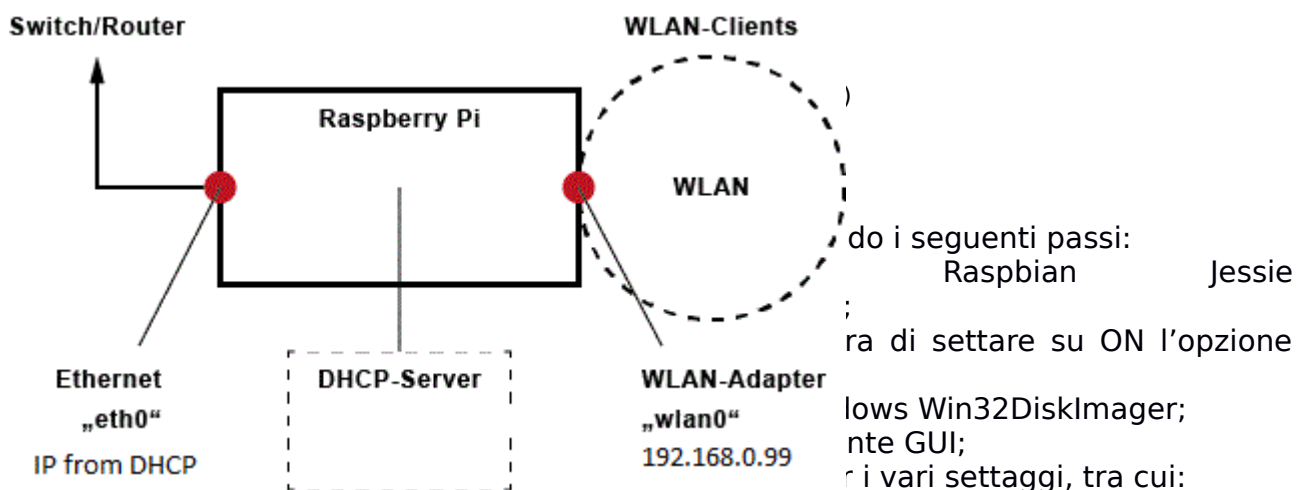 Switch/Router
WLAN-Clients
)
Raspberry Pi
WLAN
do i seguenti passi:
Raspbian Jessie
;
ra di settare su ON l’opzione
Ethernet
„eth0“
IP from DHCP
DHCP-Server
WLAN-Adapter
„wlan0“
192.168.0.99
lows Win32DiskImager;
nte GUI;
r i vari settaggi, tra cui: